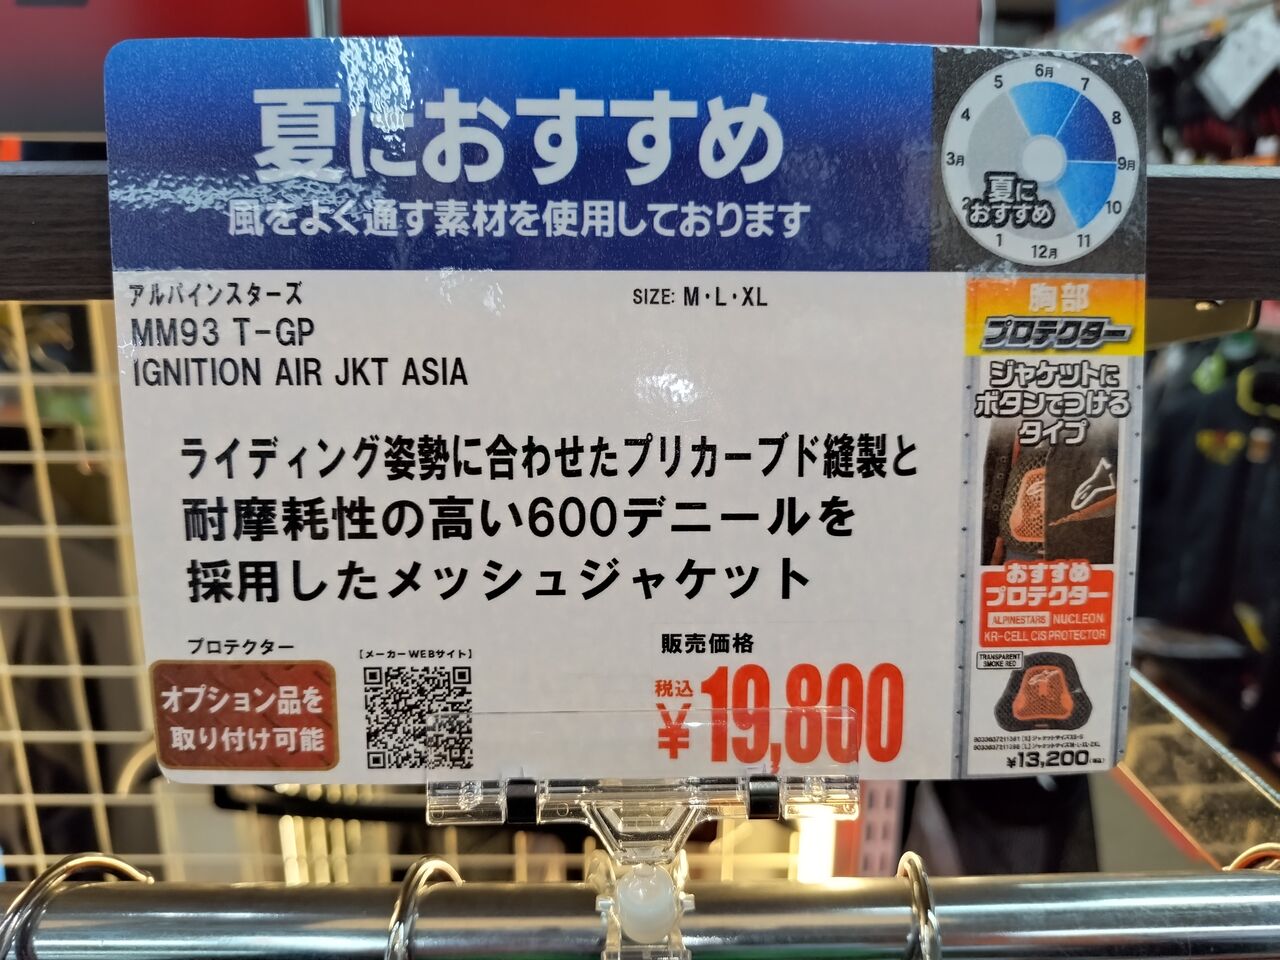 夏におすすめ
風をよく通す素材を使用しております
6月
5
7
4
8
3月
9月
2
10
1
11
12月
夏に
おすすめ
アルパインスターズ
SIZE: M・L・XL
MM93 T-GP
IGNITION AIR JKT ASIA
ライディング姿勢に合わせたプリカーブド縫製と
耐摩耗性の高い600デニールを
採用したメッシュジャケット
プロテクター
オプション品を
取り付け可能
【メーカーWEBサイト】
販売価格
税込
¥19,800
胸部
プロテクター
ジャケットに
ボタンでつける
タイプ
おすすめ
プロテクター
ALPINESTARS NUCLEON
KR-CELL CIS PROTECTOR
TRANSPARENT
SMOKE RED
¥13,200(税込)